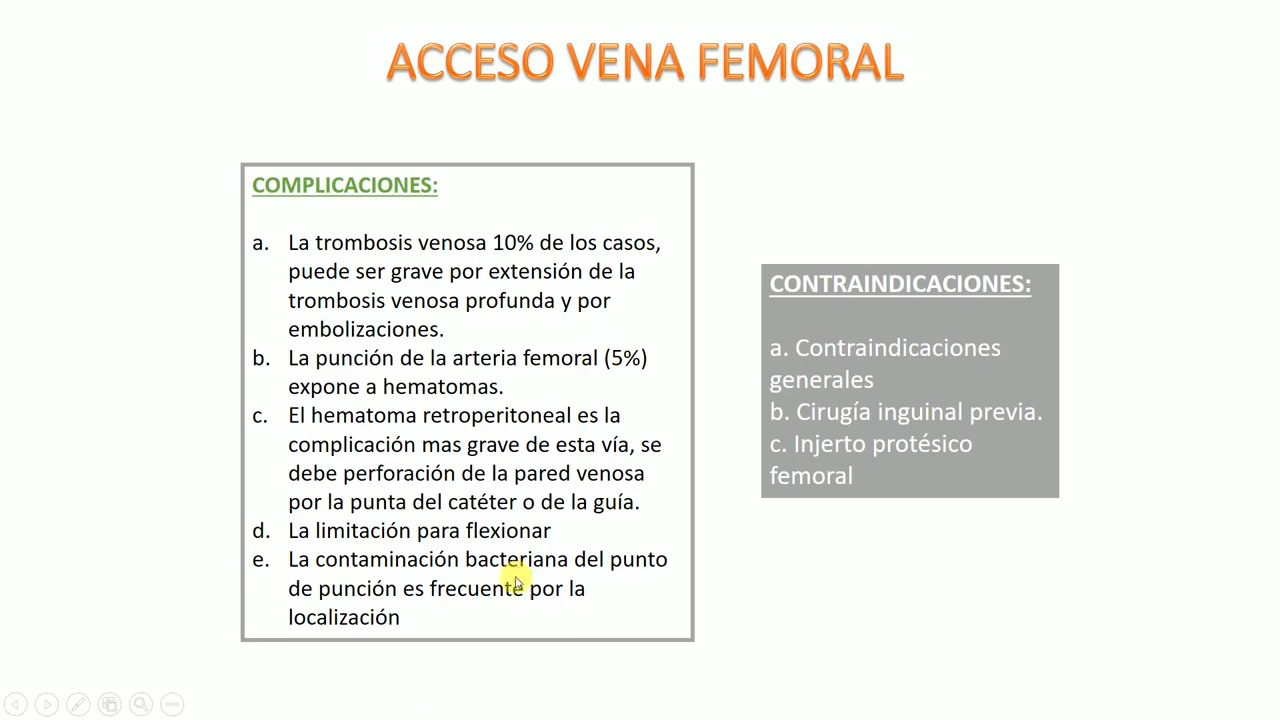 ACCESO VENA FEMORAL
COMPLICACIONES:
a. La trombosis venosa 10% de los casos,
puede ser grave por extensión de la
trombosis venosa profunda y por
embolizaciones.
b. La punción de la arteria femoral (5%)
expone a hematomas.
c. El hematoma retroperitoneal es la
complicación mas grave de esta vía, se
debe perforación de la pared venosa
por la punta del catéter o de la guía.
d. La limitación para flexionar
e. La contaminación bacteriana del punto
de punción es frecuente por la
localización
CONTRAINDICACIONES:
a. Contraindicaciones
generales
b. Cirugía inguinal previa.
c. Injerto protésico
femoral